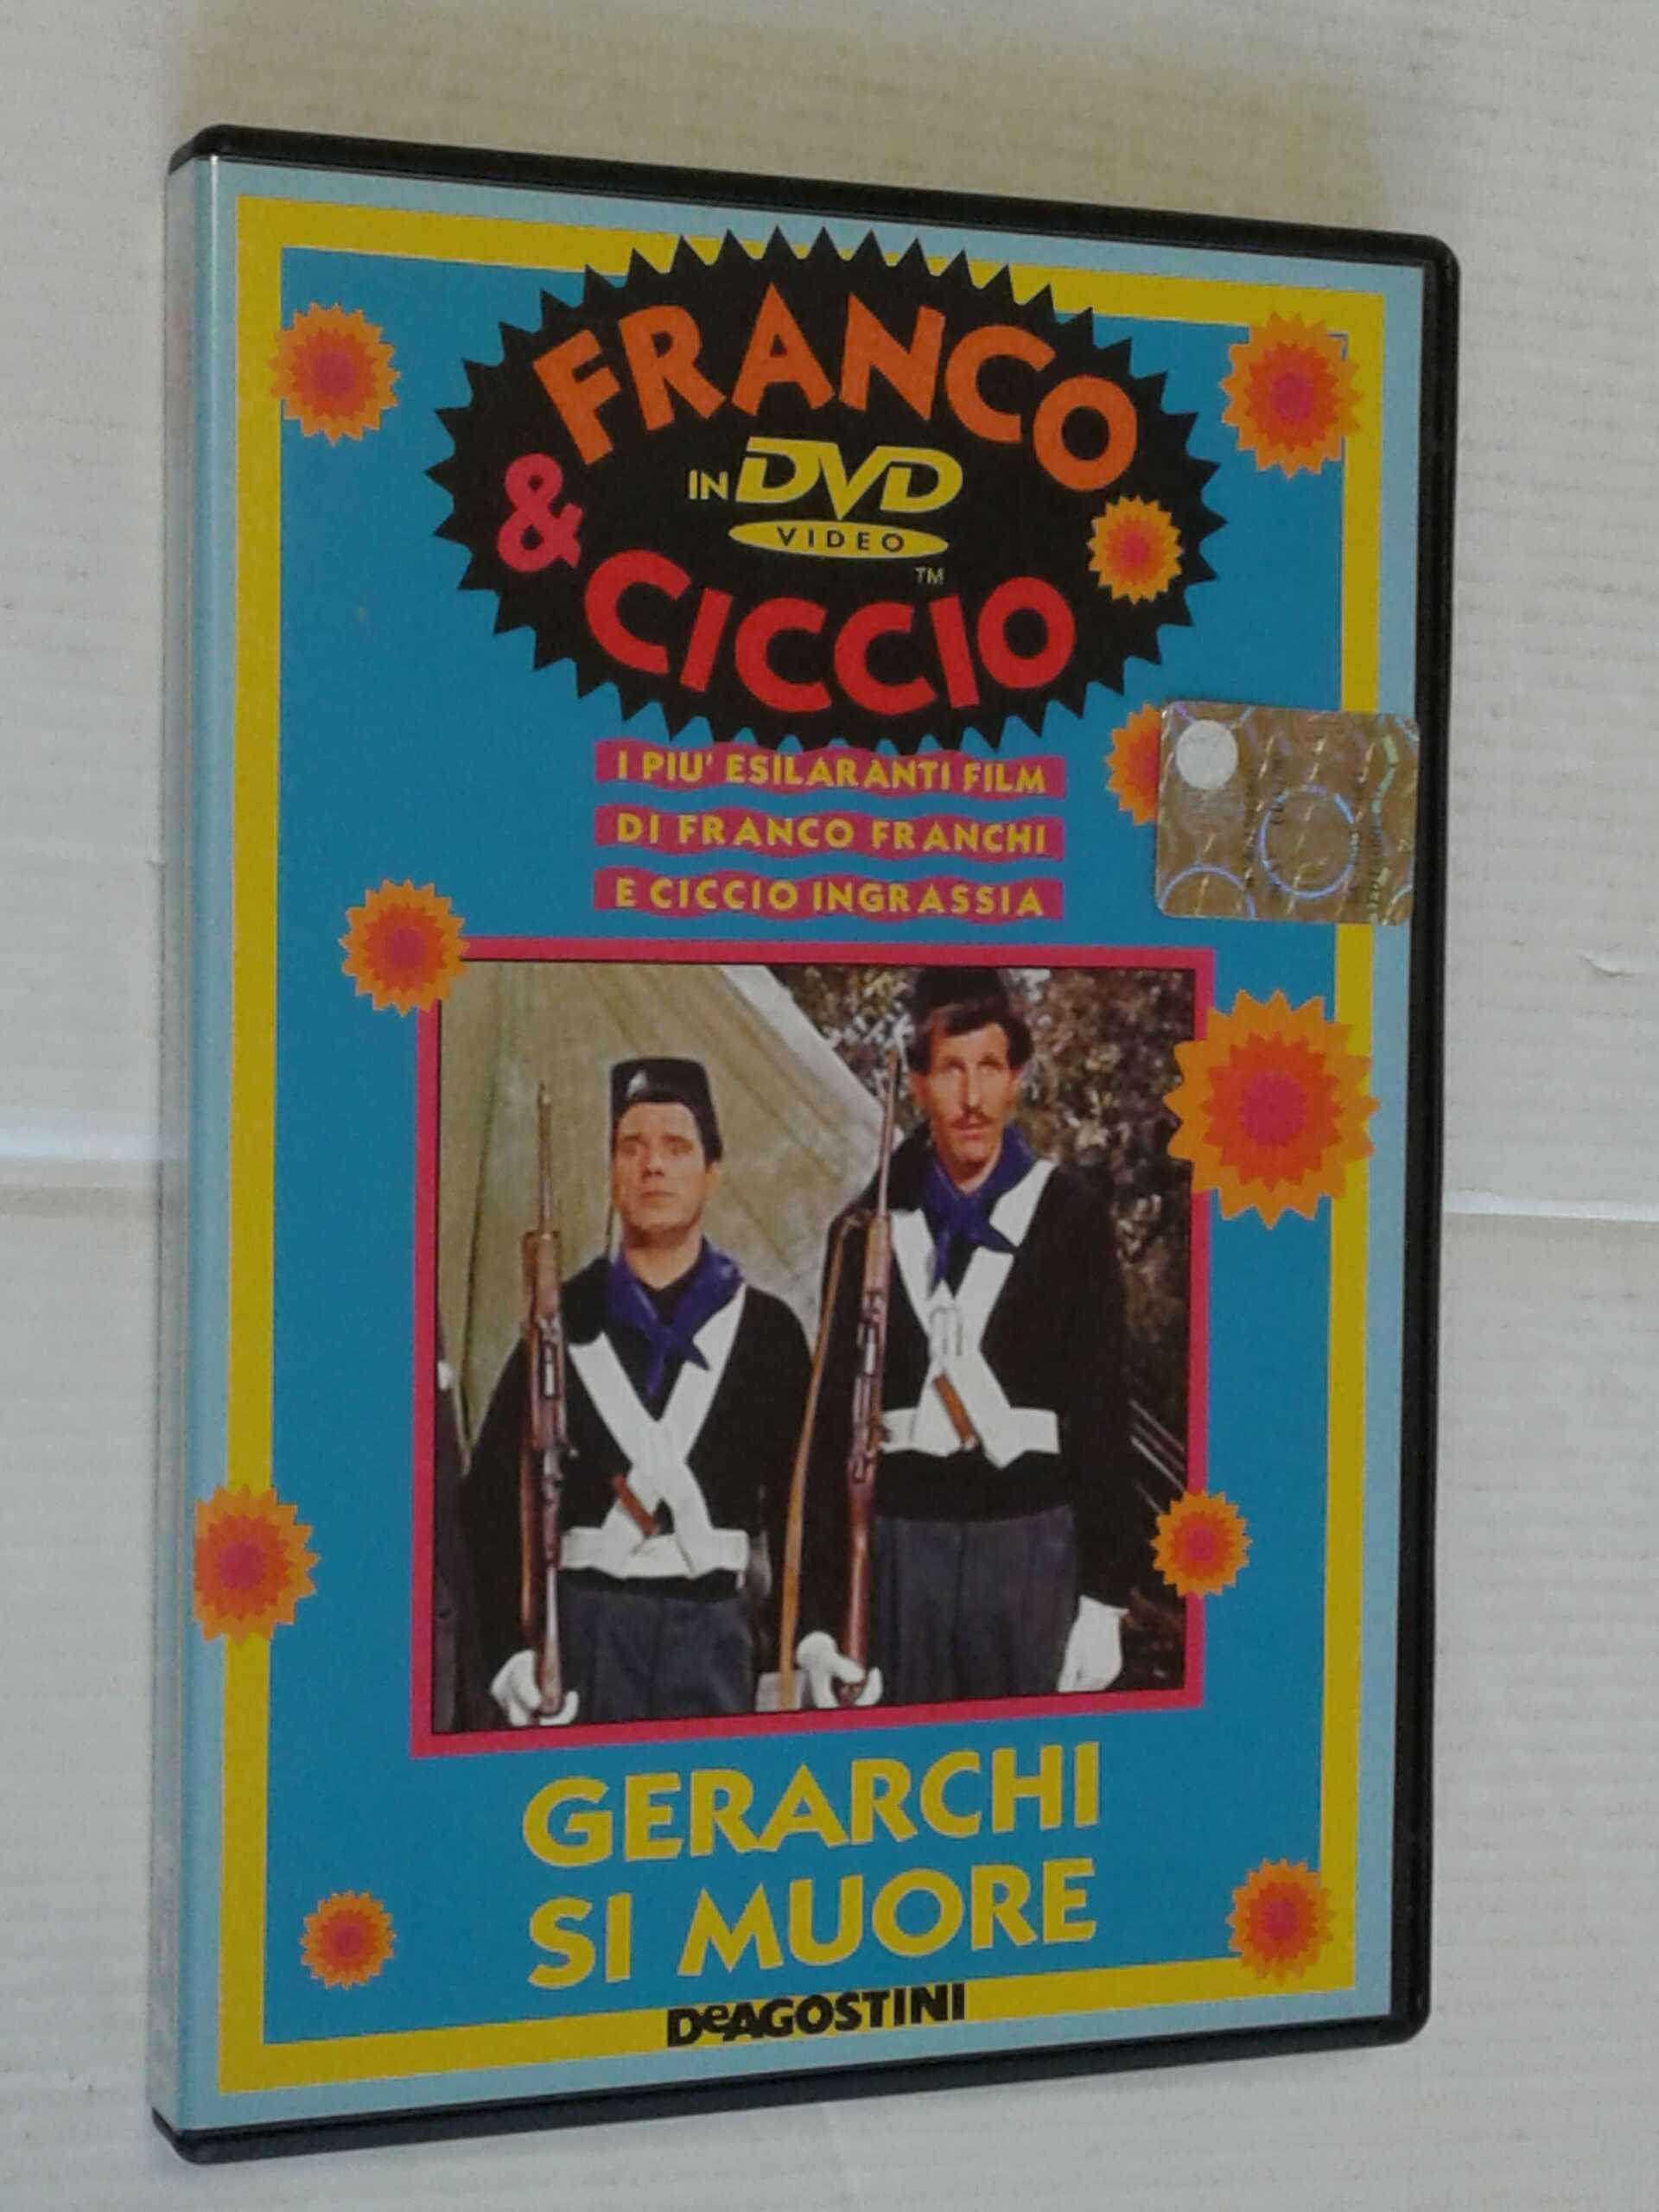 FRANCO
IN DVD
VIDEO
TM
& CICCIO
I PIU' ESILARANTI FILM
DI FRANCO FRANCHI
E CICCIO INGRASSIA
GERARCHI
SI MUORE
DeAGOSTINI